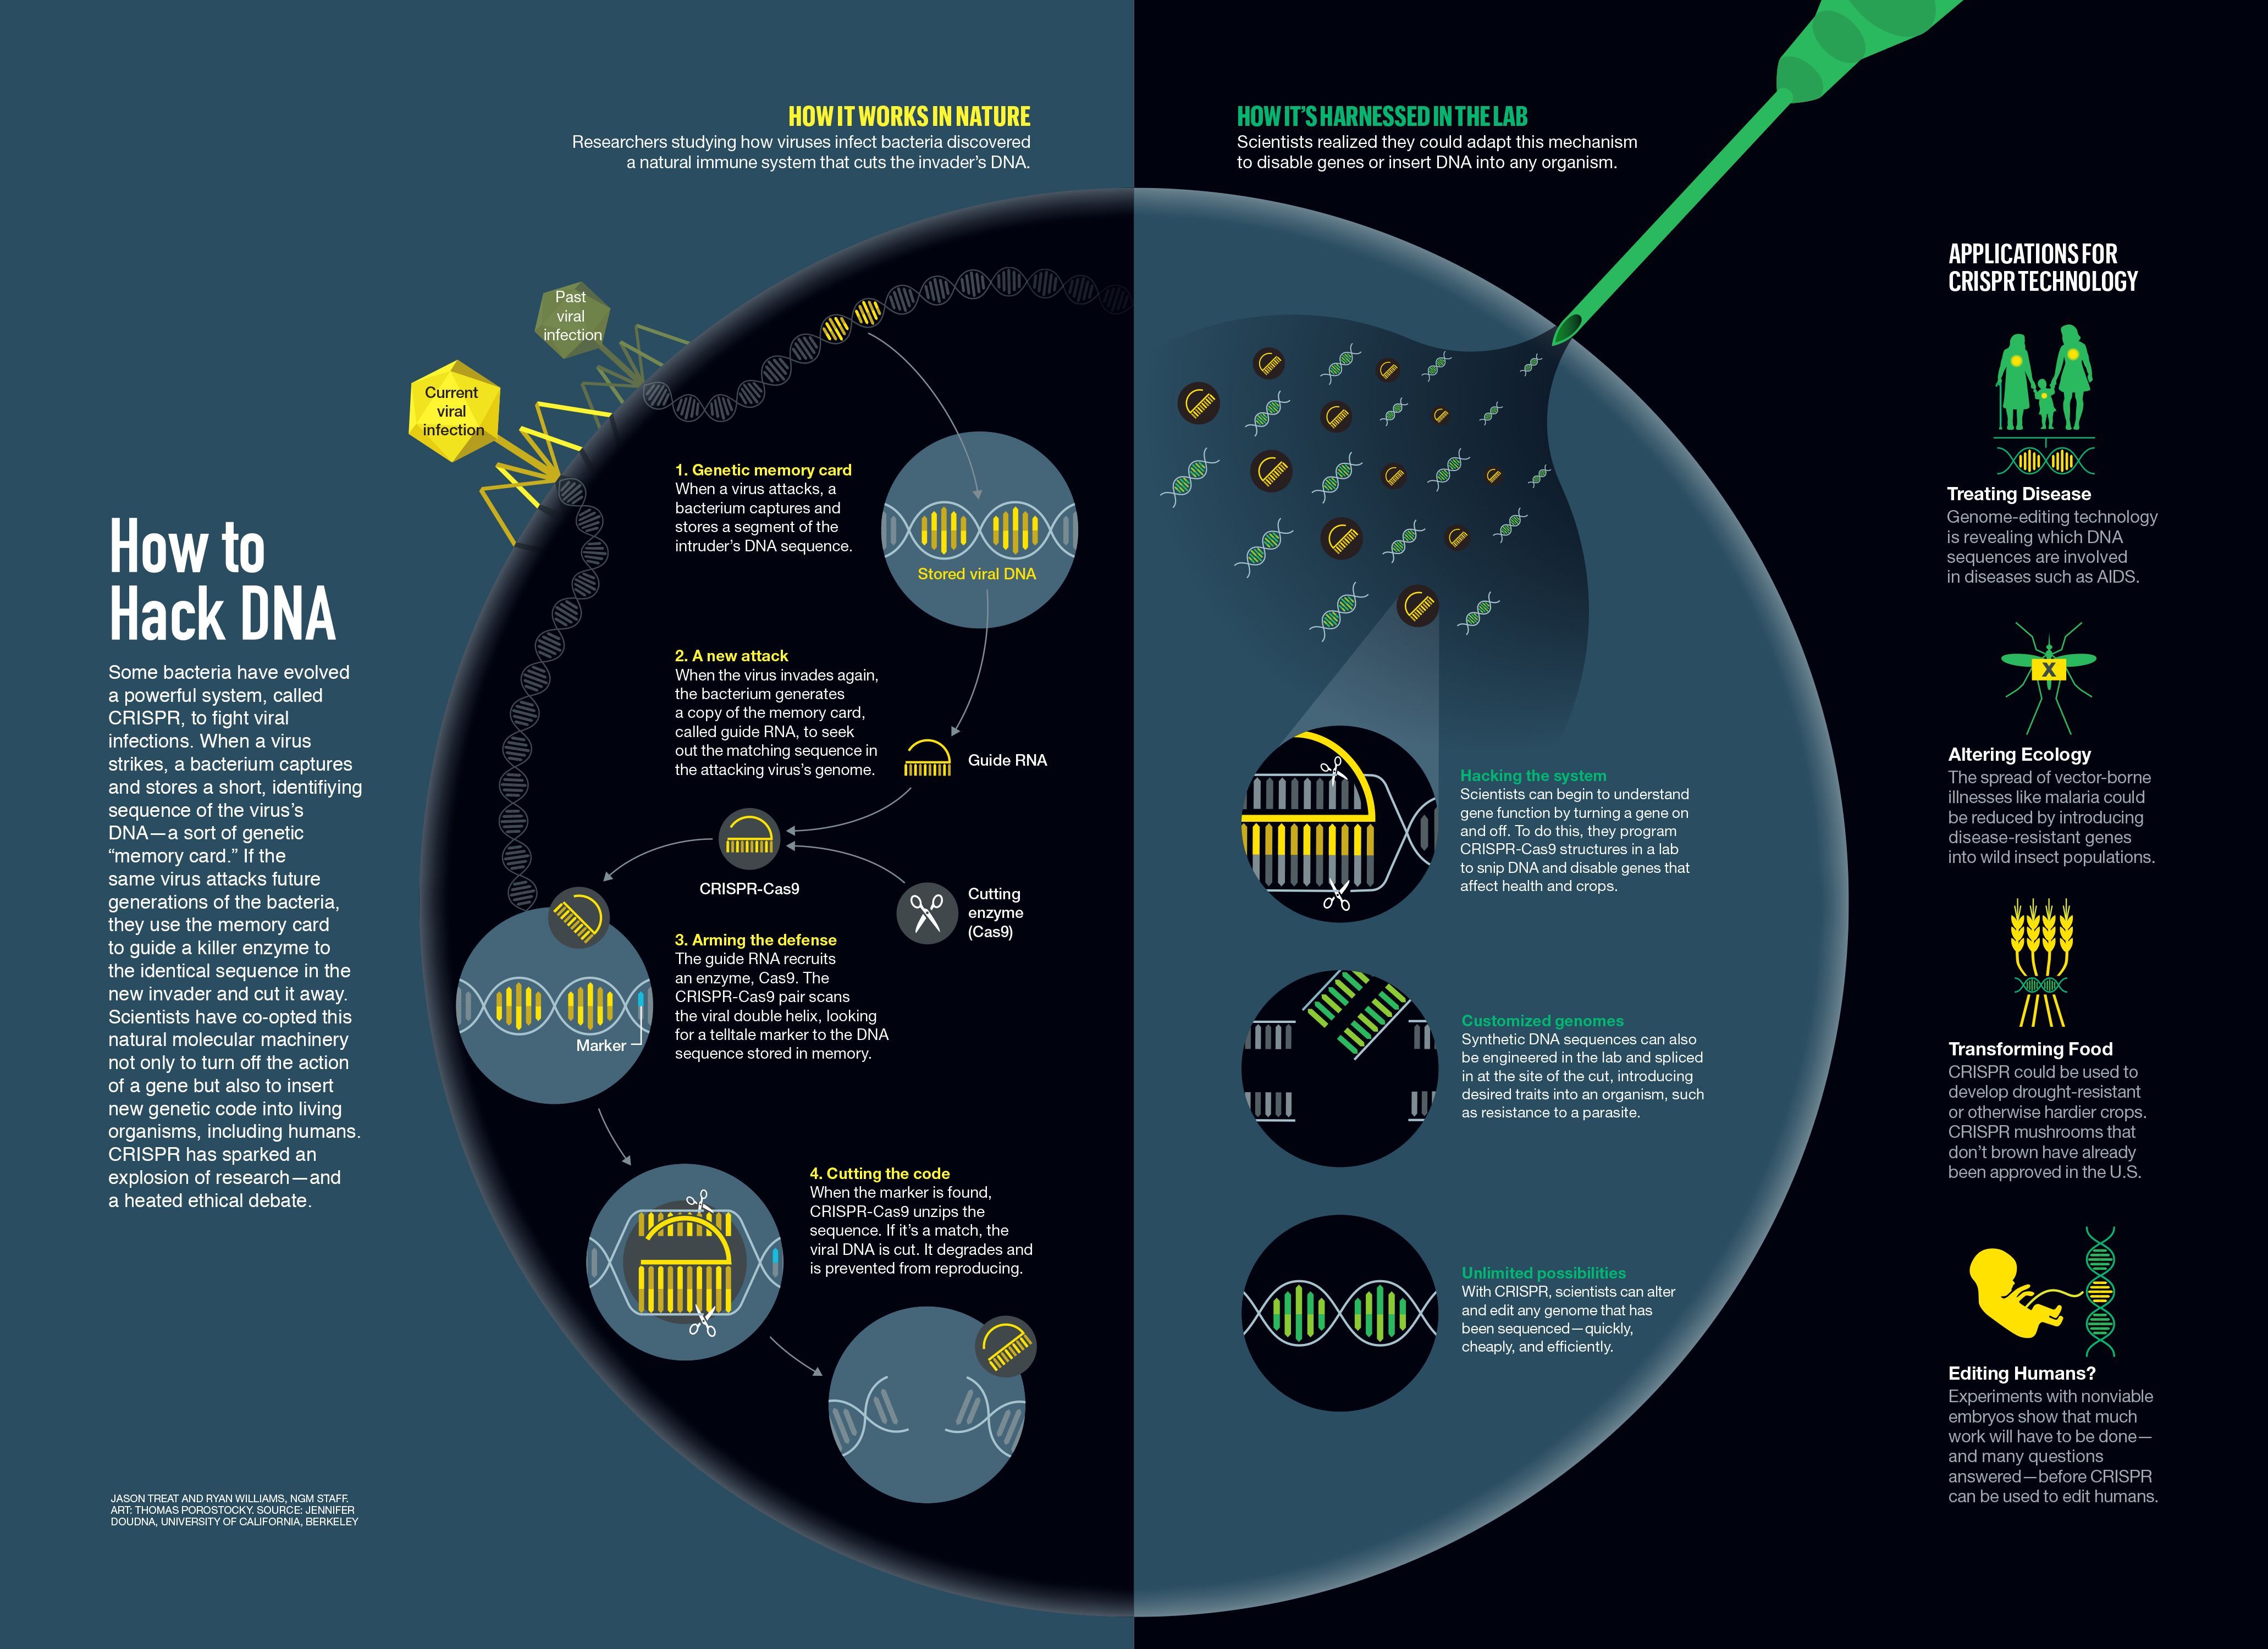 How to
Hack DNA
Some bacteria have evolved
a powerful system, called
CRISPR, to fight viral
infections. When a virus
strikes, a bacterium captures
and stores a short, identifiying
sequence of the virus’s
DNA—a sort of genetic
“memory card.” If the
same virus attacks future
generations of the bacteria,
they use the memory card
to guide a killer enzyme to
the identical sequence in the
new invader and cut it away.
Scientists have co-opted this
natural molecular machinery
not only to turn off the action
of a gene but also to insert
new genetic code into living
organisms, including humans.
CRISPR has sparked an
explosion of research—and
a heated ethical debate.
JASON TREAT AND RYAN WILLIAMS, NGM STAFF.
ART: THOMAS POROSTOCKY. SOURCE: JENNIFER
DOUDNA, UNIVERSITY OF CALIFORNIA, BERKELEY
HOW IT WORKS IN NATURE
Researchers studying how viruses infect bacteria discovered
a natural immune system that cuts the invader’s DNA.
Past
viral
infection
Current
viral
infection
1. Genetic memory card
When a virus attacks, a
bacterium captures and
stores a segment of the
intruder’s DNA sequence.
Stored viral DNA
2. A new attack
When the virus invades again,
the bacterium generates
a copy of the memory card,
called guide RNA, to seek
out the matching sequence in
the attacking virus’s genome.
Guide RNA
CRISPR-Cas9
Cutting
enzyme
(Cas9)
3. Arming the defense
The guide RNA recruits
an enzyme, Cas9. The
CRISPR-Cas9 pair scans
the viral double helix, looking
for a telltale marker to the DNA
sequence stored in memory.
Marker
4. Cutting the code
When the marker is found,
CRISPR-Cas9 unzips the
sequence. If it’s a match, the
viral DNA is cut. It degrades and
is prevented from reproducing.
HOW IT’S HARNESSED IN THE LAB
Scientists realized they could adapt this mechanism
to disable genes or insert DNA into any organism.
Hacking the system
Scientists can begin to understand
gene function by turning a gene on
and off. To do this, they program
CRISPR-Cas9 structures in a lab
to snip DNA and disable genes that
affect health and crops.
Customized genomes
Synthetic DNA sequences can also
be engineered in the lab and spliced
in at the site of the cut, introducing
desired traits into an organism, such
as resistance to a parasite.
Unlimited possibilities
With CRISPR, scientists can alter
and edit any genome that has
been sequenced—quickly,
cheaply, and efficiently.
APPLICATIONS FOR
CRISPR TECHNOLOGY
Treating Disease
Genome-editing technology
is revealing which DNA
sequences are involved
in diseases such as AIDS.
X
Altering Ecology
The spread of vector-borne
illnesses like malaria could
be reduced by introducing
disease-resistant genes
into wild insect populations.
Transforming Food
CRISPR could be used to
develop drought-resistant
or otherwise hardier crops.
CRISPR mushrooms that
don’t brown have already
been approved in the U.S.
Editing Humans?
Experiments with nonviable
embryos show that much
work will have to be done—
and many questions
answered—before CRISPR
can be used to edit humans.